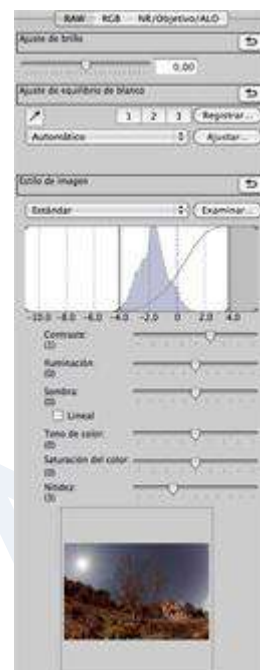 RAW RGB NR/Objetivo/ALO
Ajuste de brillo
0,00
Ajuste de equilibrio de blanco
1 2 3 Registrar...
Automático Ajustar...
Estilo de imagen
Estándar Examinar...
-10.0 -8.0 -6.0 -4.0 -2.0 0 2.0 4.0
Contraste:
(1)
Iluminación
(0)
Sombra:
(0)
Lineal
Tono de color:
(0)
Saturación del color:
(0)
Nitidez:
(3)